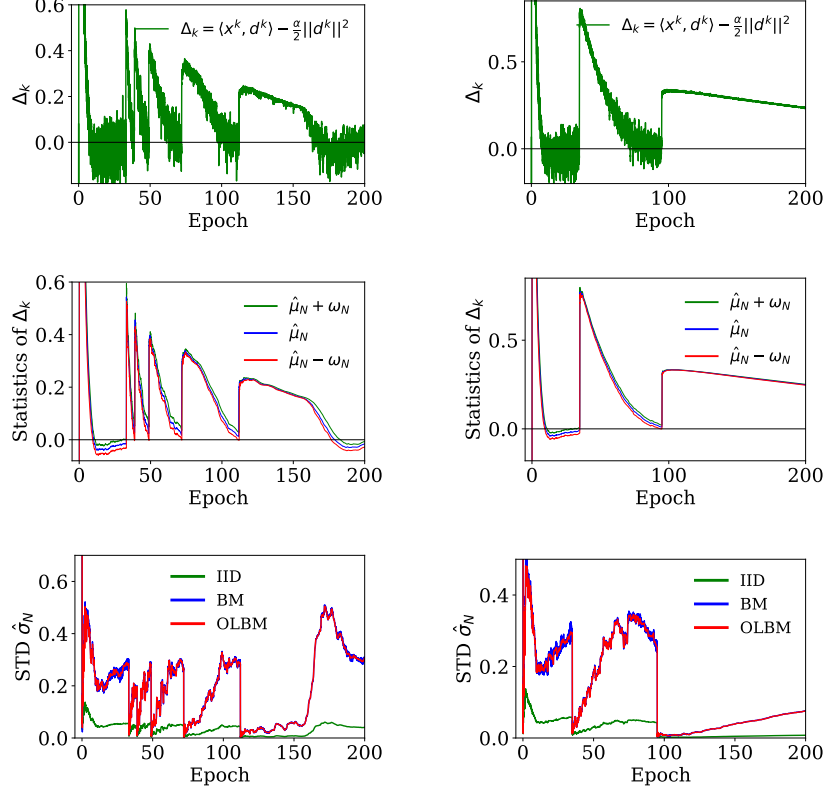 0.6
0.4
0.2
0.0
Δ_k
Δ_k = ⟨x^k, d^k⟩ − α/2 ||d^k||^2
0 50 100 150 200
Epoch
0.5
0.0
Δ_k
Δ_k = ⟨x^k, d^k⟩ − α/2 ||d^k||^2
0 100 200
Epoch
0.6
0.4
0.2
0.0
Statistics of Δ_k
μ̂_N + ω_N
μ̂_N
μ̂_N − ω_N
0 50 100 150 200
Epoch
0.5
0.0
Statistics of Δ_k
μ̂_N + ω_N
μ̂_N
μ̂_N − ω_N
0 100 200
Epoch
0.6
0.4
0.2
0.0
STD σ̂_N
IID
BM
OLBM
0 50 100 150 200
Epoch
0.4
0.2
0.0
STD σ̂_N
IID
BM
OLBM
0 50 100 150 200
Epoch